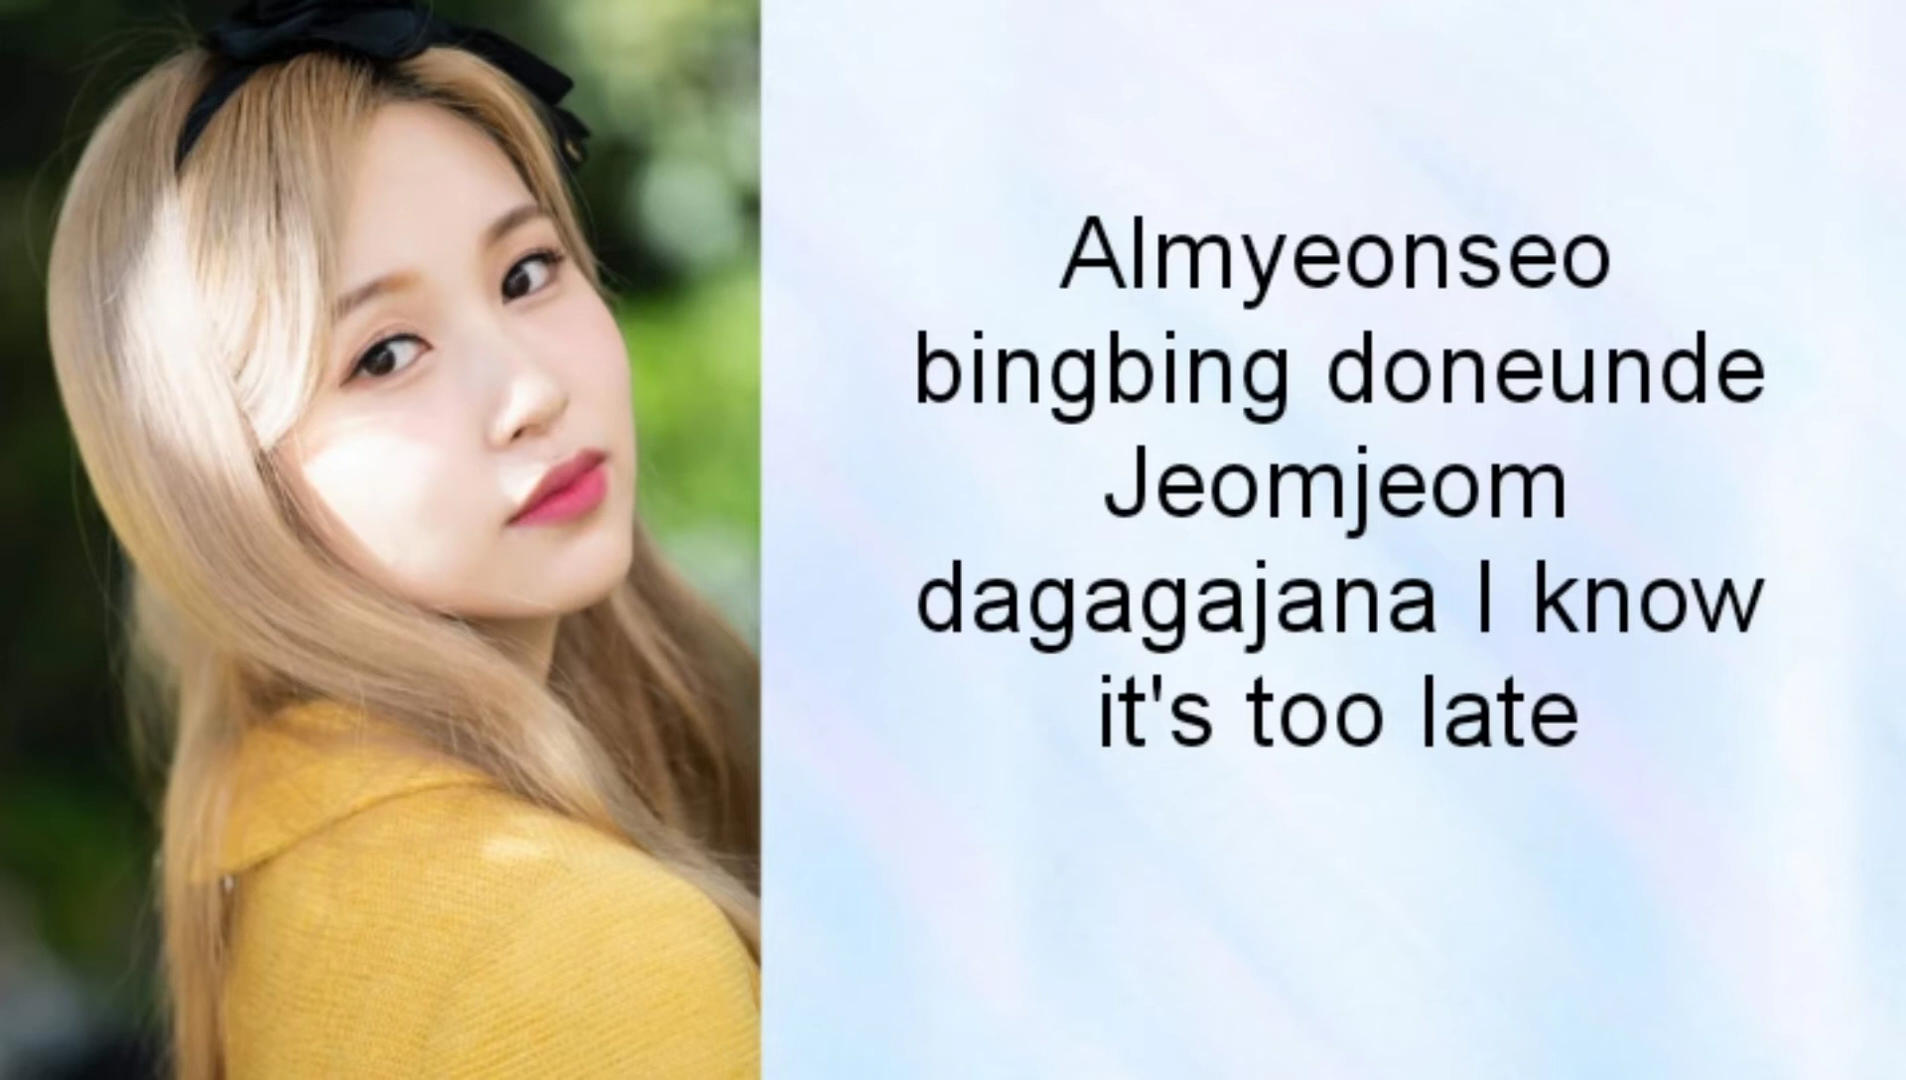 Almyeonseo
bingbing doneunde
Jeomjeom
dagagajana I know
it's too late